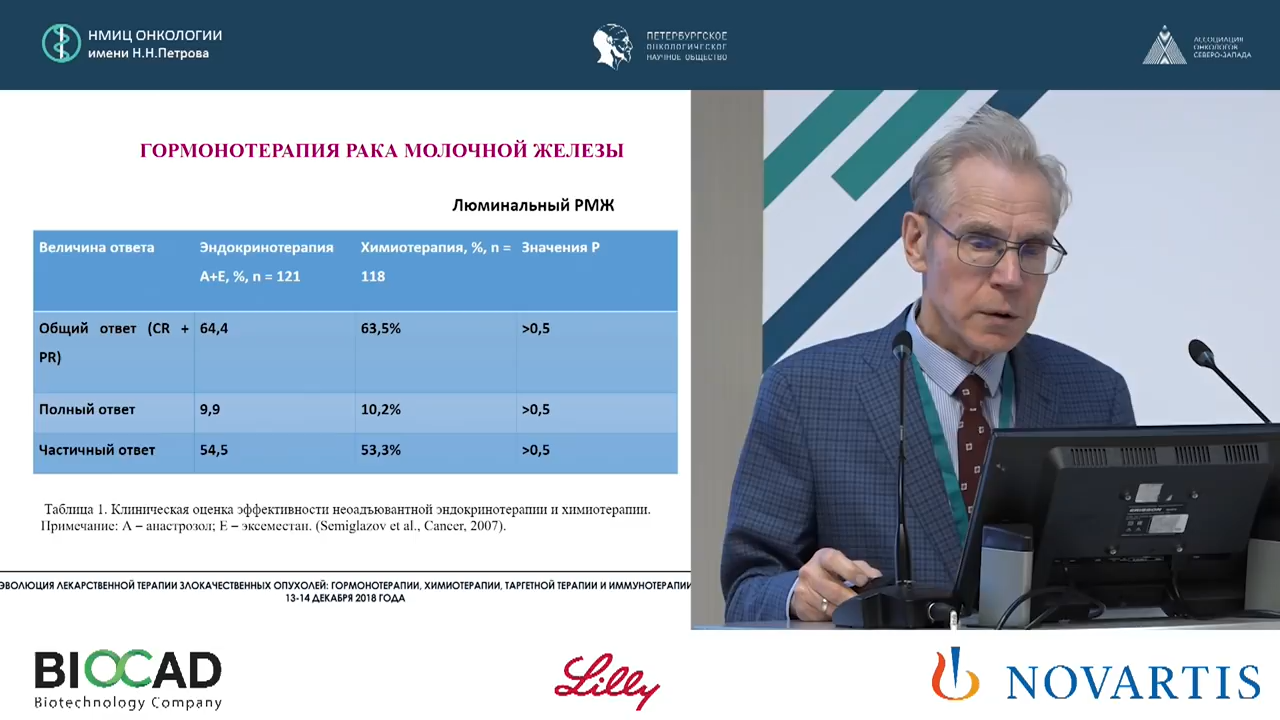 НМИЦ ОНКОЛОГИИ
имени Н.Н.Петрова
ПЕТЕРБУРГСКОЕ
ОНКОЛОГИЧЕСКОЕ
НАУЧНОЕ ОБЩЕСТВО
АССОЦИАЦИЯ
ОНКОЛОГОВ
СЕВЕРО-ЗАПАДА
ГОРМОНОТЕРАПИЯ РАКА МОЛОЧНОЙ ЖЕЛЕЗЫ
Люминальный РМЖ
Величина ответа
Эндокринотерапия
А+Е, %, n = 121
Химиотерапия, %, n =
118
Значения Р
Общий ответ (CR +
PR)
64,4
63,5%
>0,5
Полный ответ
9,9
10,2%
>0,5
Частичный ответ
54,5
53,3%
>0,5
Таблица 1. Клиническая оценка эффективности неоадъювантной эндокринотерапии и химиотерапии.
Примечание: А – анастрозол; Е – эксеместан. (Semiglazov et al., Cancer, 2007).
ЭВОЛЮЦИЯ ЛЕКАРСТВЕННОЙ ТЕРАПИИ ЗЛОКАЧЕСТВЕННЫХ ОПУХОЛЕЙ: ГОРМОНОТЕРАПИИ, ХИМИОТЕРАПИИ, ТАРГЕТНОЙ ТЕРАПИИ И ИММУНОТЕРАПИИ
13-14 ДЕКАБРЯ 2018 ГОДА
BIOCAD
Biotechnology Company
Lilly
NOVARTIS